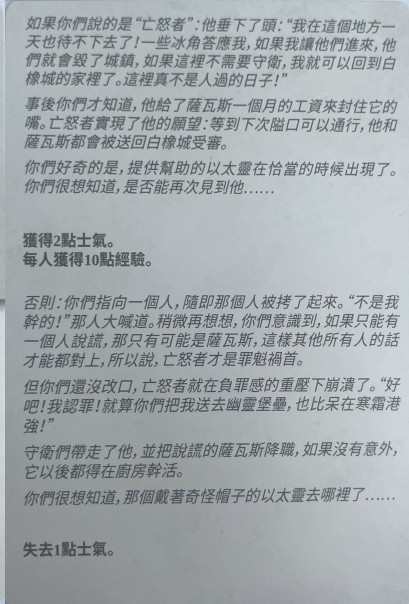 如果你們說的是“亡怒者”：他垂下了頭：“我在這個地方一
天也待不下去了！一些冰角答應我，如果我讓他們進來，他
們就會毀了城鎮，如果這裡不需要守衛，我就可以回到白
橡城的家裡了。這裡真不是人過的日子！”
事後你們才知道，他給了薩瓦斯一個月的工資來封住它的
嘴。亡怒者實現了他的願望：等到下次隘口可以通行，他和
薩瓦斯都會被送回白橡城受審。
你們好奇的是，提供幫助的以太靈在恰當的時候出現了。
你們很想知道，是否能再次見到他……
獲得2點士氣。
每人獲得10點經驗。
否則：你們指向一個人，隨即那個人被拷了起來。“不是我
幹的！”那人大喊道。稍微再想想，你們意識到，如果只能有
一個人說謊，那只有可能是薩瓦斯，這樣其他所有人的話
才能都對上，所以說，亡怒者才是罪魁禍首。
但你們還沒改口，亡怒者就在負罪感的重壓下崩潰了。“好
吧！我認罪！就算你們把我送去幽靈堡壘，也比呆在寒霜港
強！”
守衛們帶走了他，並把說謊的薩瓦斯降職，如果沒有意外，
它以後都得在廚房幹活。
你們很想知道，那個戴著奇怪帽子的以太靈去哪裡了……
失去1點士氣。